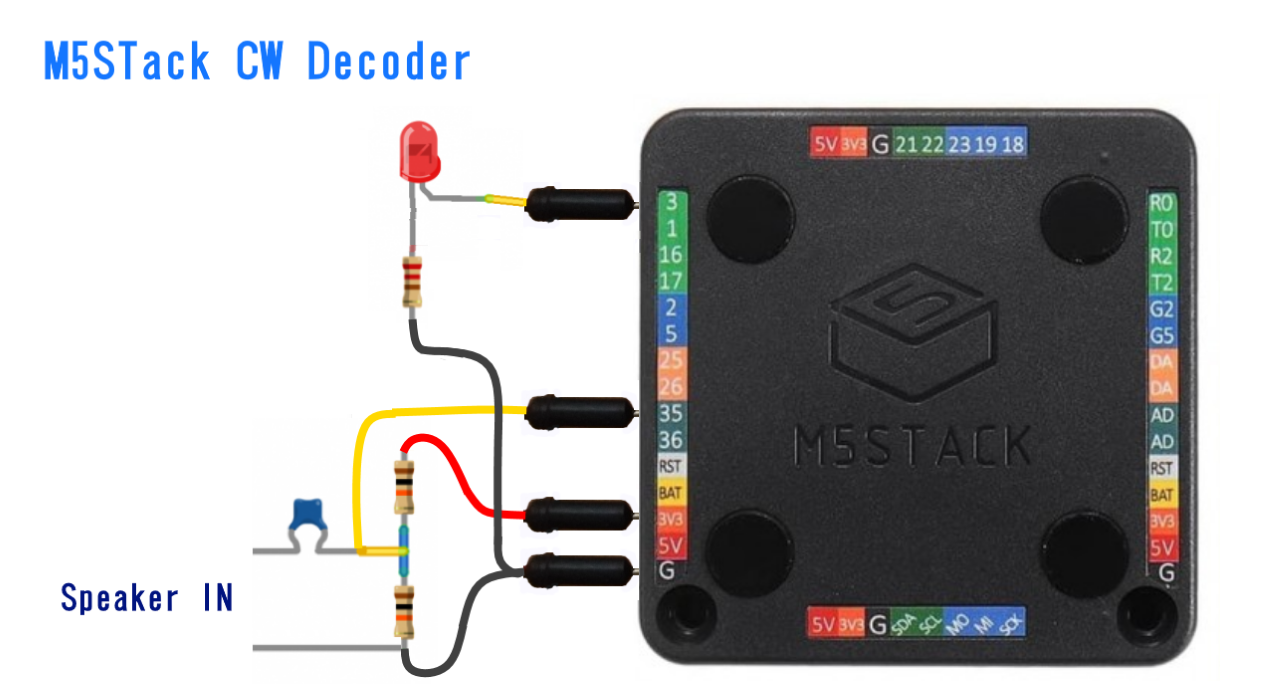 M5STack CW Decoder
5V 3V3 G 21 22 23 19 18
3 R0
1 T0
16 R2
17 T2
2 G2
5 G5
25 DA
26 DA
35 AD
36 AD
RST RST
BAT BAT
3V3 3V3
5V 5V
G G
M5STACK
Speaker IN
5V 3V3 G SDA SCL MO MI SCK